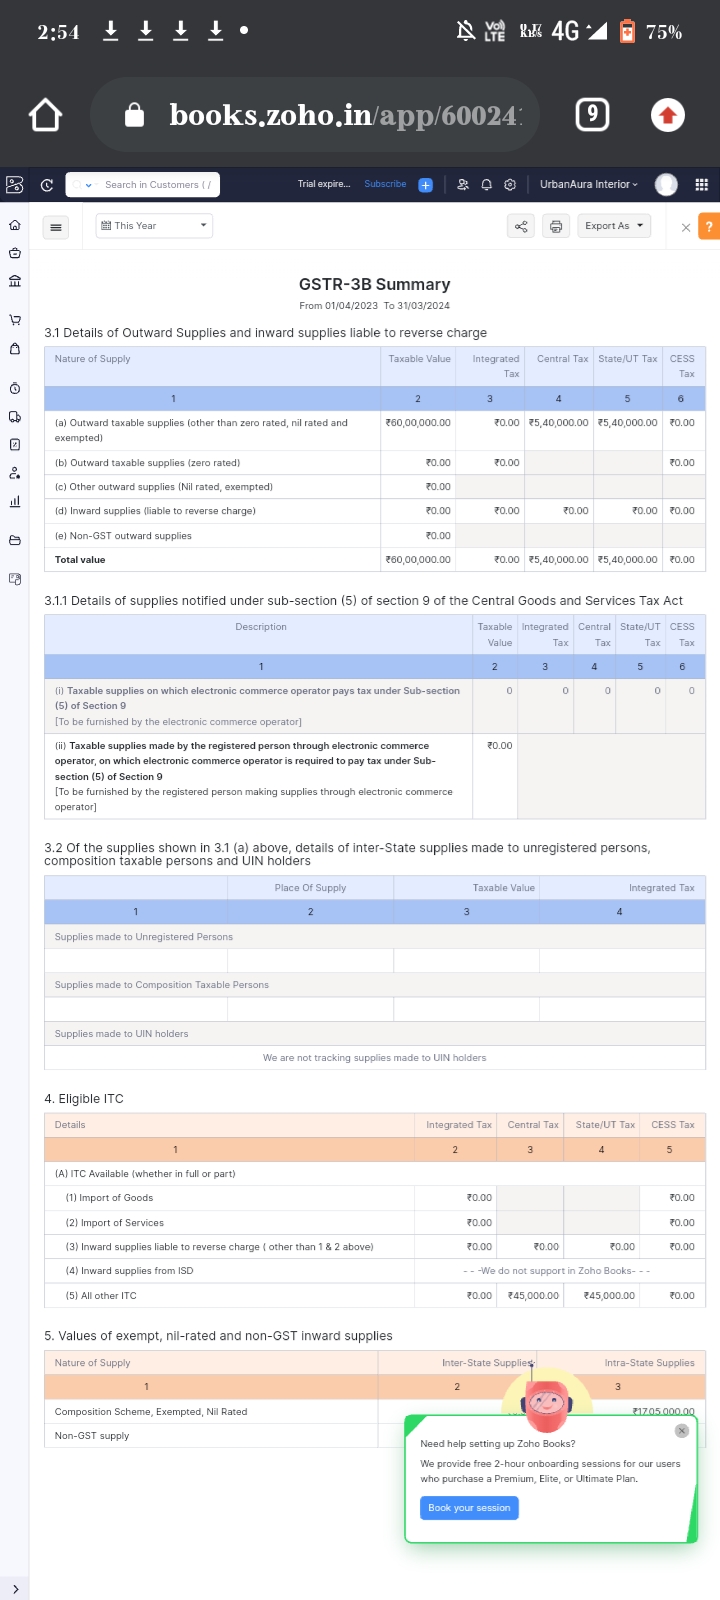 2:54
Vo)) LTE
4G
75%
books.zoho.in/app/60024
9
Search in Customers ( /
Trial expire...
Subscribe
UrbanAura Interior
This Year
Export As
?
GSTR-3B Summary
From 01/04/2023 To 31/03/2024
3.1 Details of Outward Supplies and inward supplies liable to reverse charge
Nature of Supply Taxable Value Integrated Tax Central Tax State/UT Tax CESS Tax
1 2 3 4 5 6
(a) Outward taxable supplies (other than zero rated, nil rated and exempted) ₹60,00,000.00 ₹0.00 ₹5,40,000.00 ₹5,40,000.00 ₹0.00
(b) Outward taxable supplies (zero rated) ₹0.00 ₹0.00 ₹0.00
(c) Other outward supplies (Nil rated, exempted) ₹0.00
(d) Inward supplies (liable to reverse charge) ₹0.00 ₹0.00 ₹0.00 ₹0.00 ₹0.00
(e) Non-GST outward supplies ₹0.00
Total value ₹60,00,000.00 ₹0.00 ₹5,40,000.00 ₹5,40,000.00 ₹0.00
3.1.1 Details of supplies notified under sub-section (5) of section 9 of the Central Goods and Services Tax Act
Description Taxable Value Integrated Tax Central Tax State/UT Tax CESS Tax
1 2 3 4 5 6
(i) Taxable supplies on which electronic commerce operator pays tax under Sub-section 0 0 0 0 0
(5) of Section 9
[To be furnished by the electronic commerce operator]
(ii) Taxable supplies made by the registered person through electronic commerce ₹0.00
operator, on which electronic commerce operator is required to pay tax under Sub-
section (5) of Section 9
[To be furnished by the registered person making supplies through electronic commerce
operator]
3.2 Of the supplies shown in 3.1 (a) above, details of inter-State supplies made to unregistered persons,
composition taxable persons and UIN holders
Place Of Supply Taxable Value Integrated Tax
1 2 3 4
Supplies made to Unregistered Persons
Supplies made to Composition Taxable Persons
Supplies made to UIN holders
We are not tracking supplies made to UIN holders
4. Eligible ITC
Details Integrated Tax Central Tax State/UT Tax CESS Tax
1 2 3 4 5
(A) ITC Available (whether in full or part)
(1) Import of Goods ₹0.00 ₹0.00
(2) Import of Services ₹0.00 ₹0.00
(3) Inward supplies liable to reverse charge ( other than 1 & 2 above) ₹0.00 ₹0.00 ₹0.00 ₹0.00
(4) Inward supplies from ISD - - -We do not support in Zoho Books- - -
(5) All other ITC ₹0.00 ₹45,000.00 ₹45,000.00 ₹0.00
5. Values of exempt, nil-rated and non-GST inward supplies
Nature of Supply Inter-State Supplies Intra-State Supplies
1 2 3
Composition Scheme, Exempted, Nil Rated ₹17,05,000.00
Non-GST supply
Need help setting up Zoho Books?
We provide free 2-hour onboarding sessions for our users
who purchase a Premium, Elite, or Ultimate Plan.
Book your session